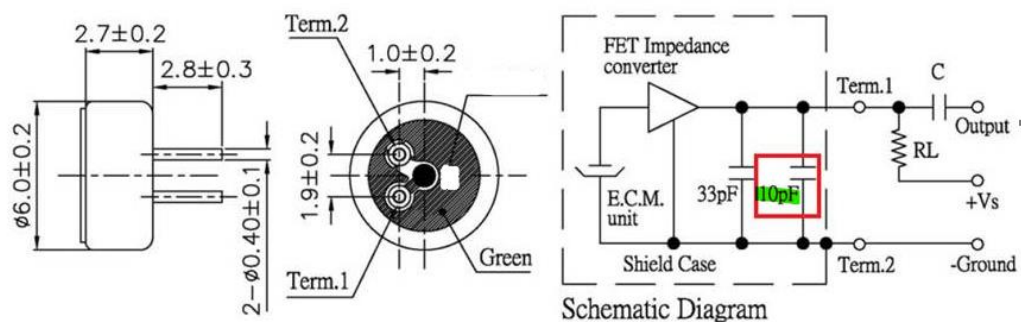 2.7±0.2
2.8±0.3
ø6.0±0.2
2-ø0.40±0.1
Term.2
1.0±0.2
1.9±0.2
Term.1
Green
FET Impedance
converter
E.C.M.
unit
33pF
10pF
Shield Case
Term.1
C
Output
RL
+Vs
Term.2
-Ground
Schematic Diagram